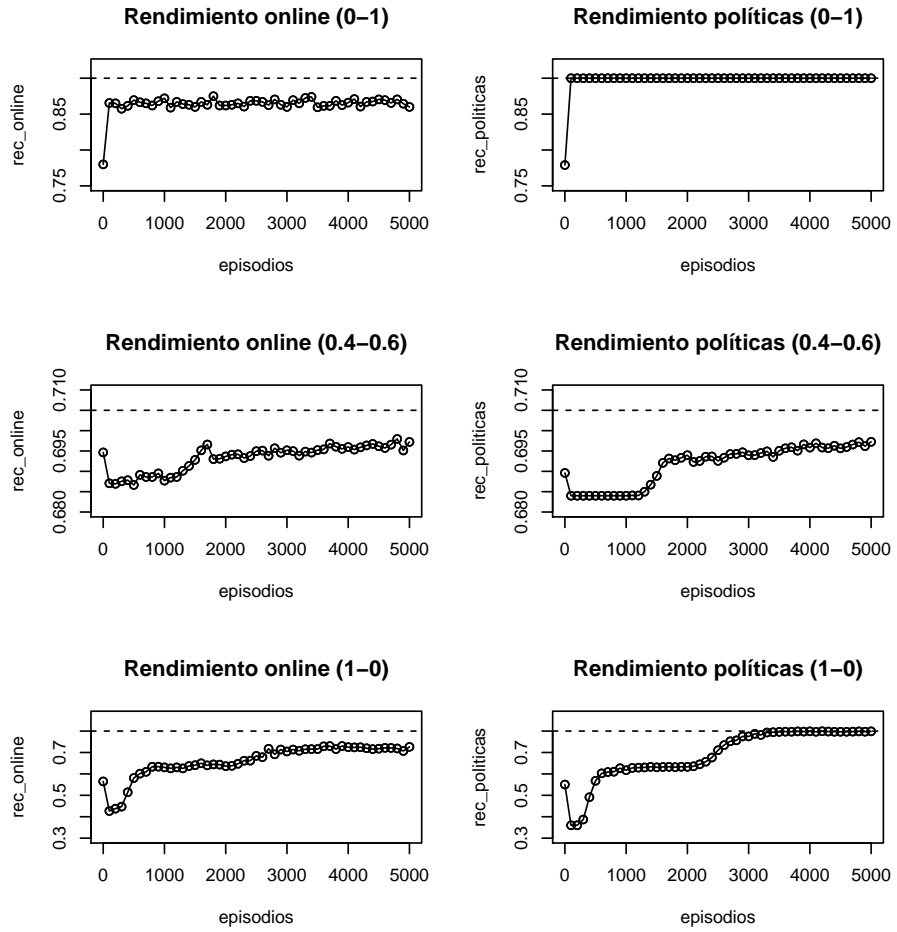 Rendimiento online (0−1)
rec_online
0.75 0.85
0 1000 2000 3000 4000 5000
episodios
Rendimiento políticas (0−1)
rec_politicas
0.75 0.85
0 1000 2000 3000 4000 5000
episodios
Rendimiento online (0.4−0.6)
rec_online
0.680 0.695 0.710
0 1000 2000 3000 4000 5000
episodios
Rendimiento políticas (0.4−0.6)
rec_politicas
0.680 0.695 0.710
0 1000 2000 3000 4000 5000
episodios
Rendimiento online (1−0)
rec_online
0.3 0.5 0.7
0 1000 2000 3000 4000 5000
episodios
Rendimiento políticas (1−0)
rec_politicas
0.3 0.5 0.7
0 1000 2000 3000 4000 5000
episodios